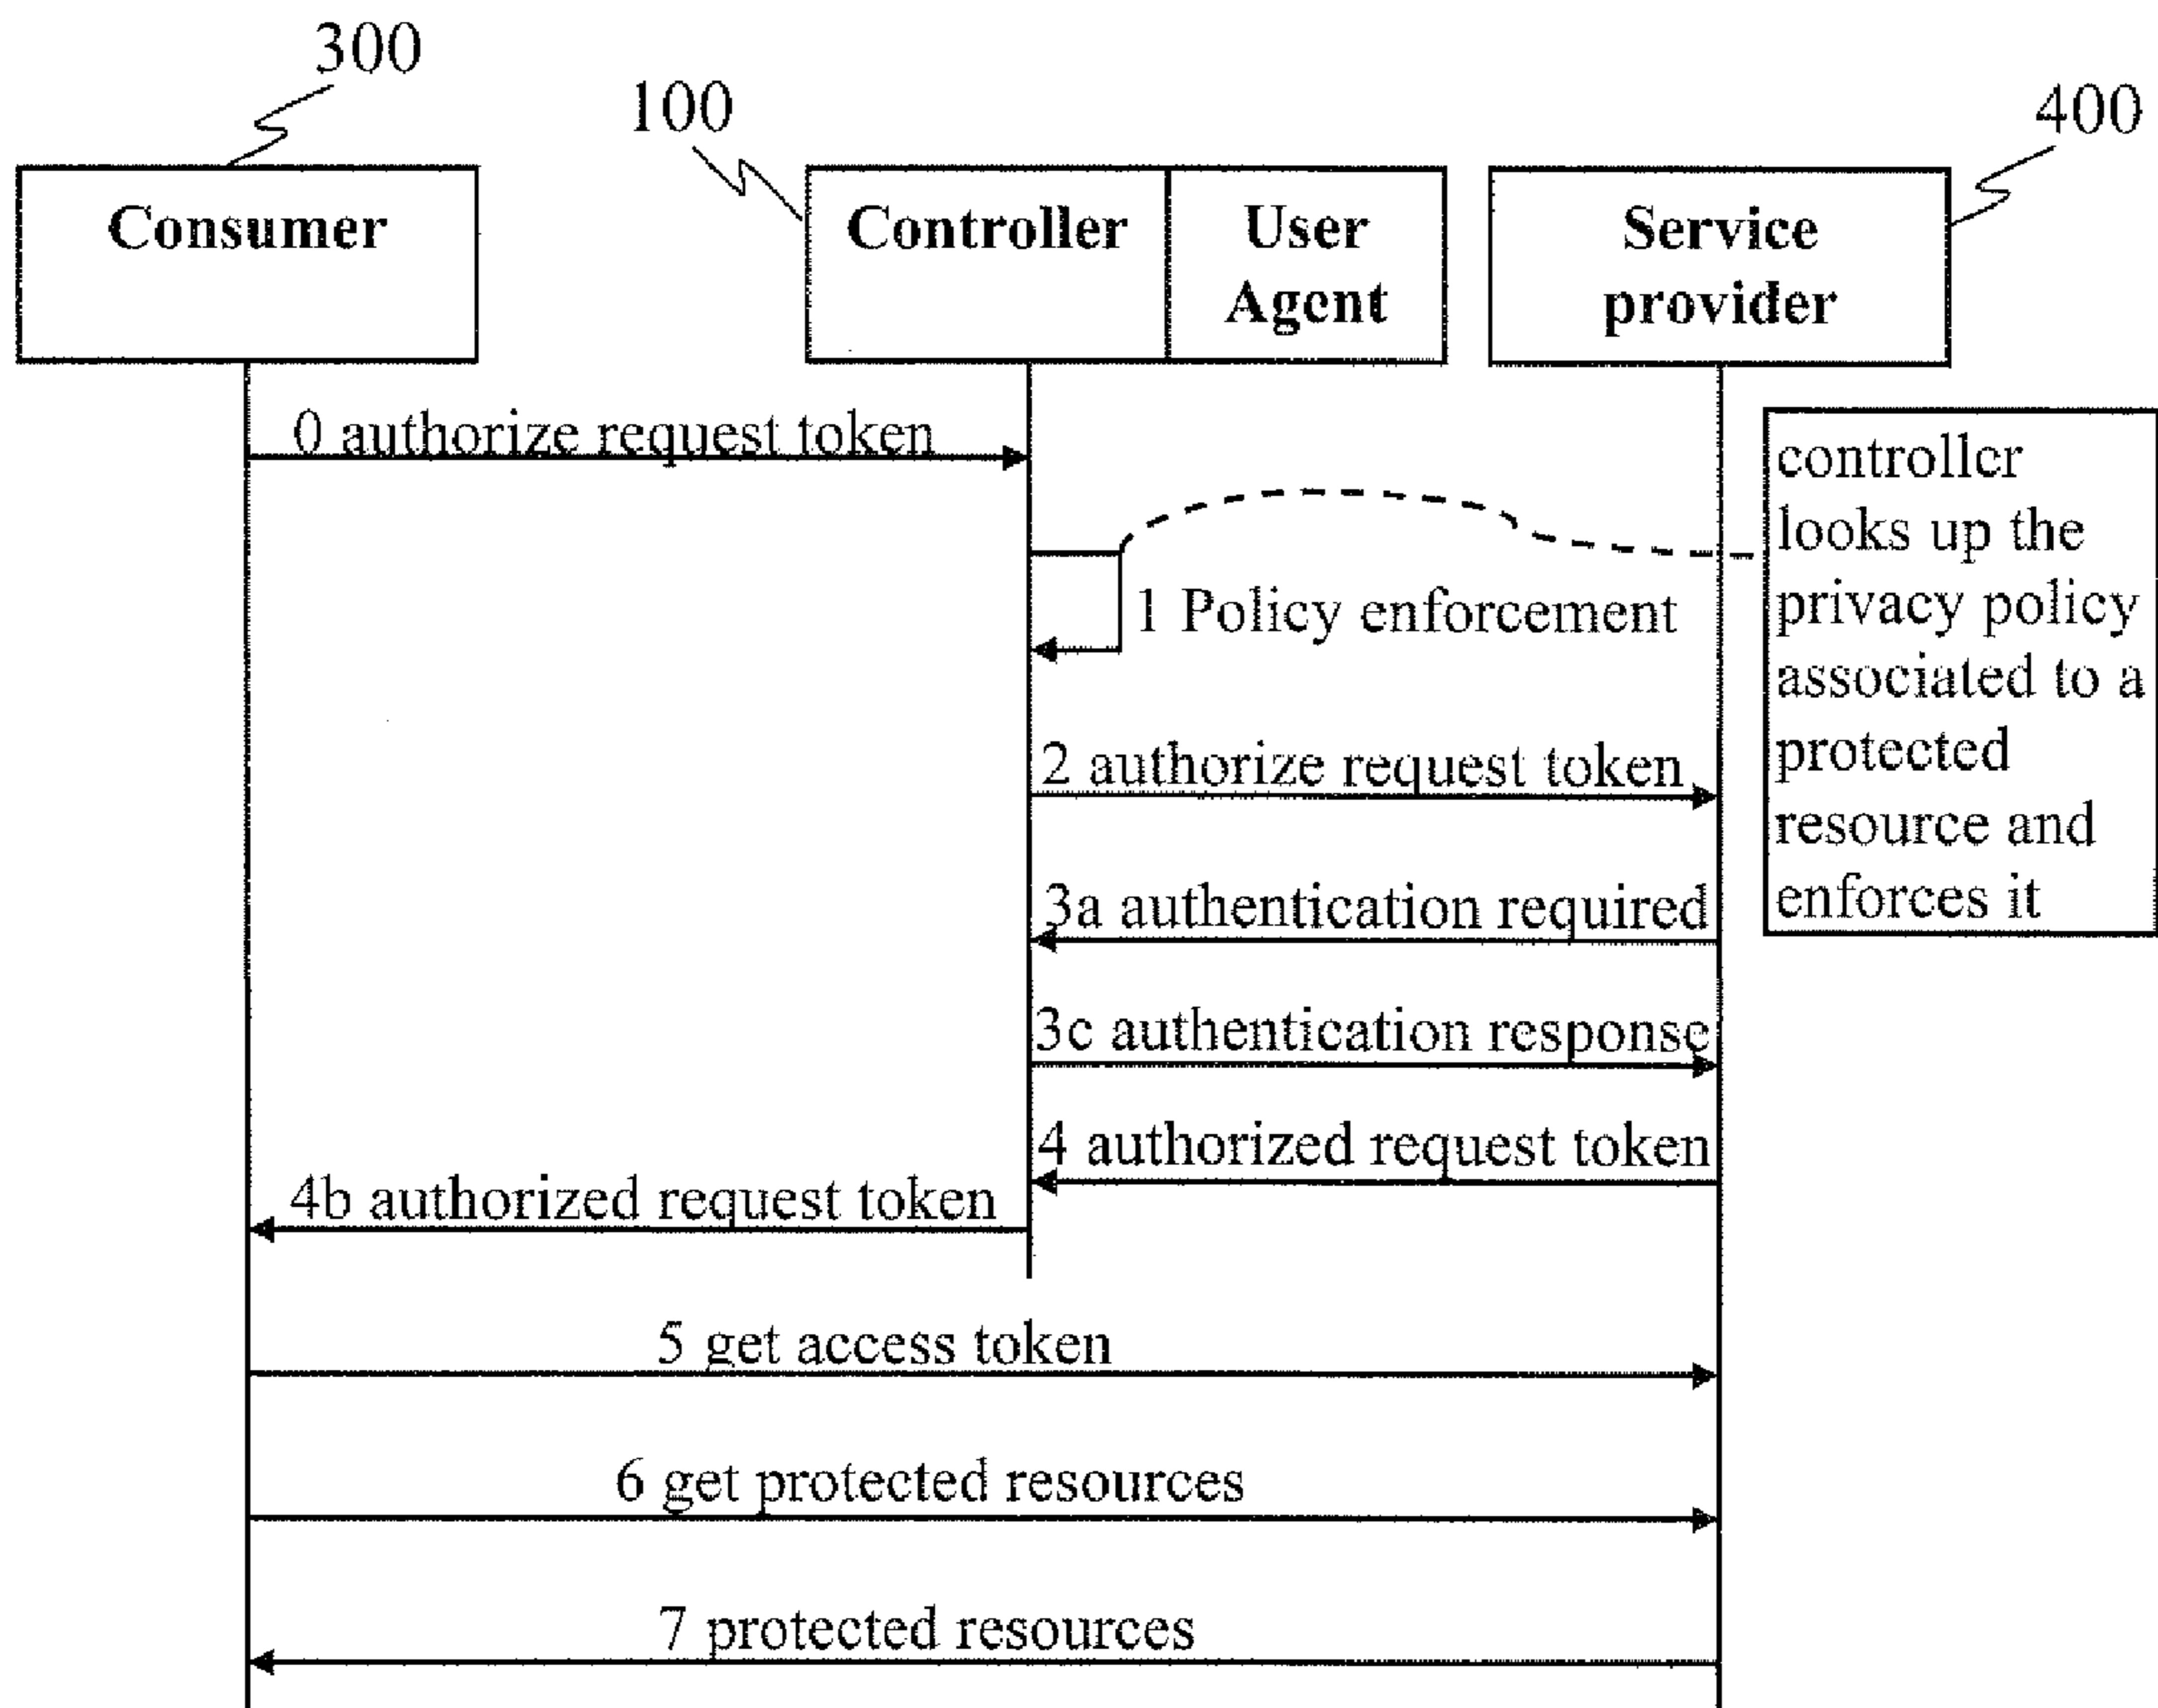 300
100
400
Consumer
Controller
User
Agent
Service
provider
0 authorize request token
controller
looks up the
privacy policy
associated to a
protected
resource and
enforces it
1 Policy enforcement
2 authorize request token
3a authentication required
3c authentication response
4 authorized request token
4b authorized request token
5 get access token
6 get protected resources
7 protected resources